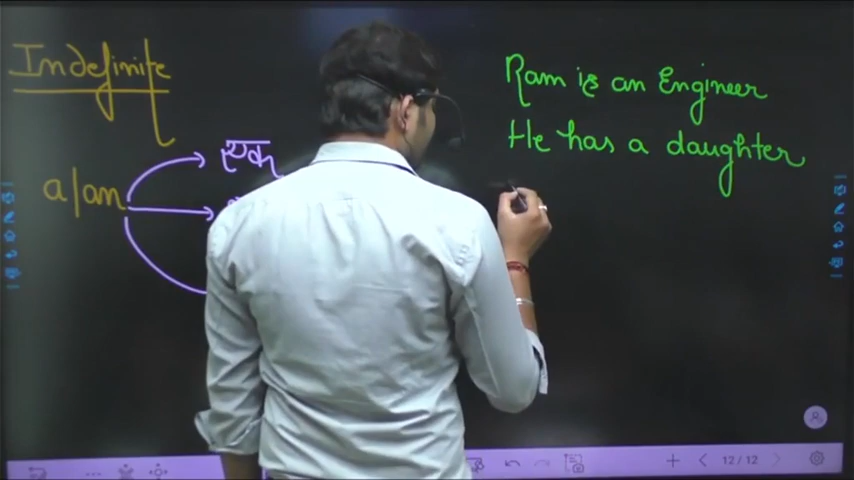 Indefinite
Ram is an Engineer
He has a daughter
a/an
एक
12/12